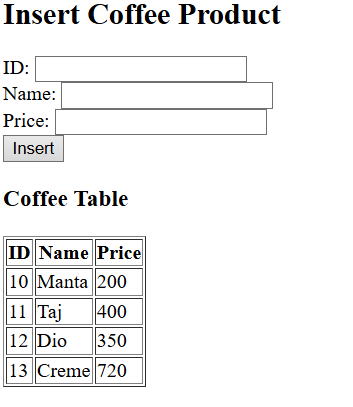 Insert Coffee Product
ID:
Name:
Price:
Insert
Coffee Table
ID Name Price
10 Manta 200
11 Taj 400
12 Dio 350
13 Creme 720